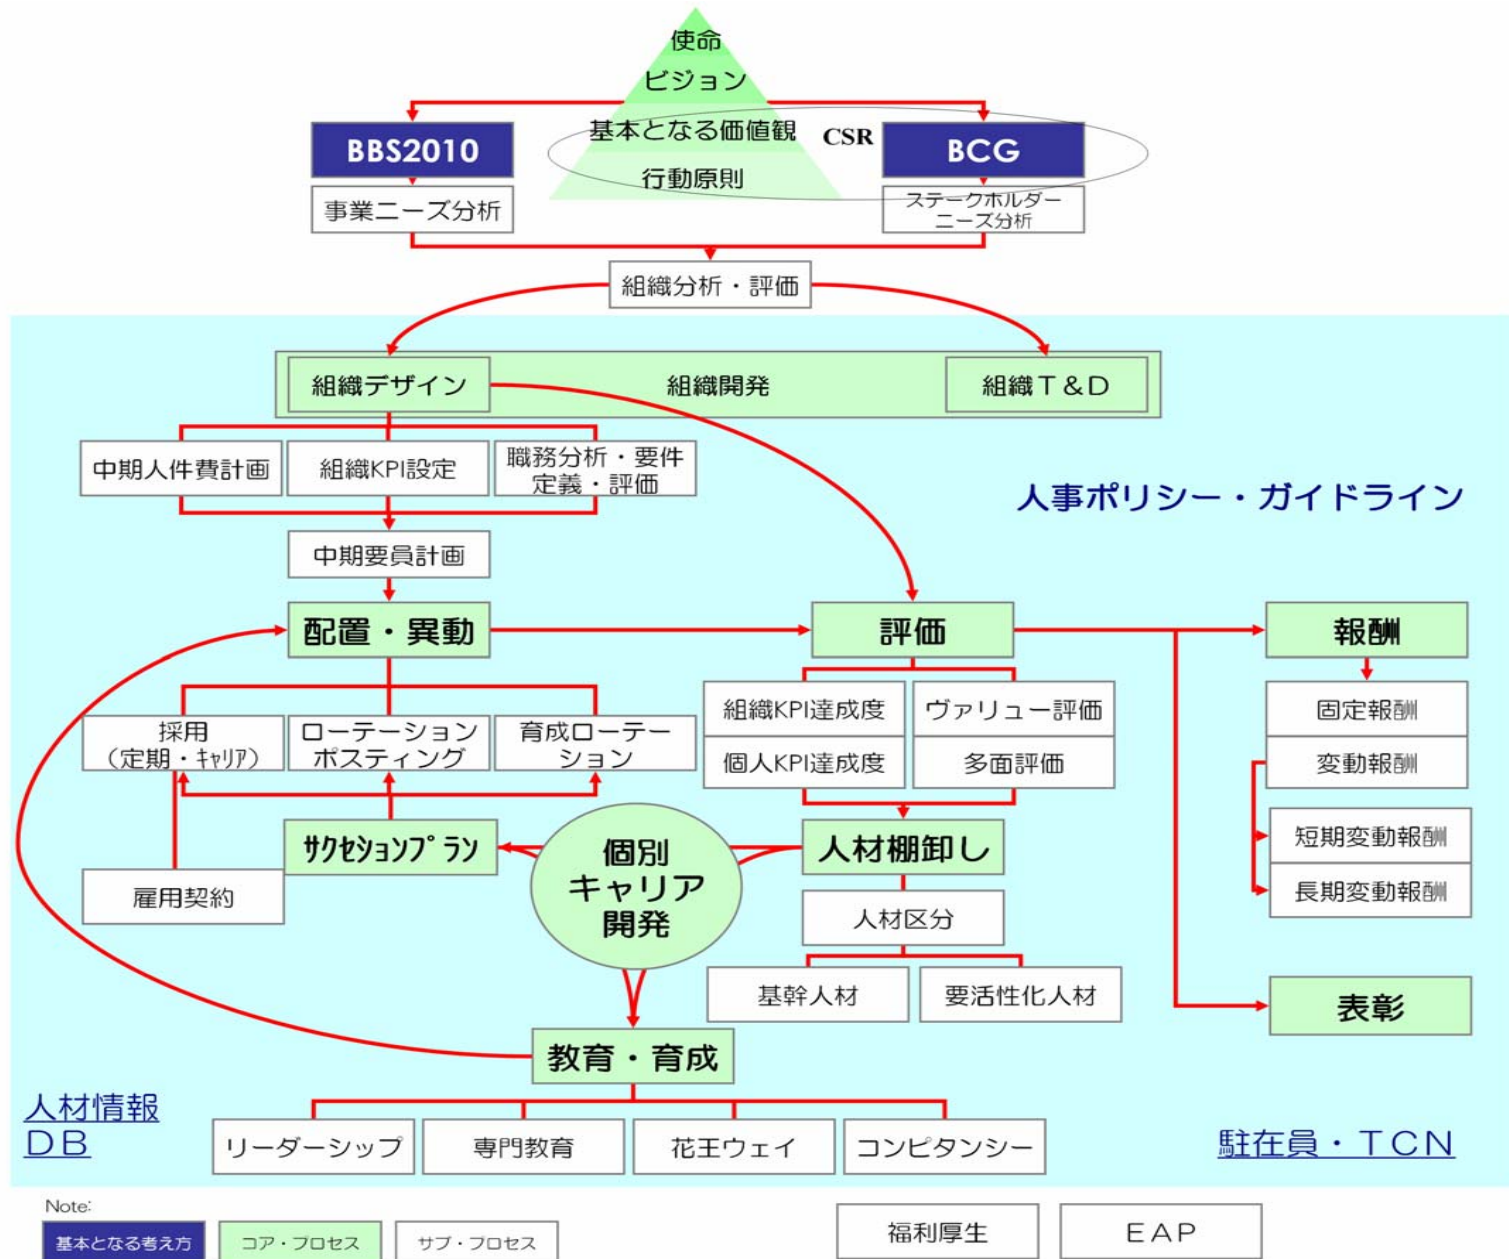 使命
ビジョン
基本となる価値観
行動原則
CSR
BBS2010
BCG
事業ニーズ分析
ステークホルダー
ニーズ分析
組織分析・評価
組織デザイン
組織開発
組織T&D
中期人件費計画
組織KPI設定
職務分析・要件
定義・評価
人事ポリシー・ガイドライン
中期要員計画
配置・異動
評価
報酬
採用
(定期・ｷｬﾘｱ)
ローテーション
ポスティング
育成ローテー
ション
組織KPI達成度
ヴァリュー評価
個人KPI達成度
多面評価
固定報酬
変動報酬
短期変動報酬
長期変動報酬
ｻｸｾｼｮﾝﾌﾟﾗﾝ
個別
キャリア
開発
人材棚卸し
雇用契約
人材区分
基幹人材
要活性化人材
表彰
教育・育成
人材情報
DB
リーダーシップ
専門教育
花王ウェイ
コンピタンシー
駐在員・TCN
Note:
基本となる考え方
コア・プロセス
サブ・プロセス
福利厚生
EAP